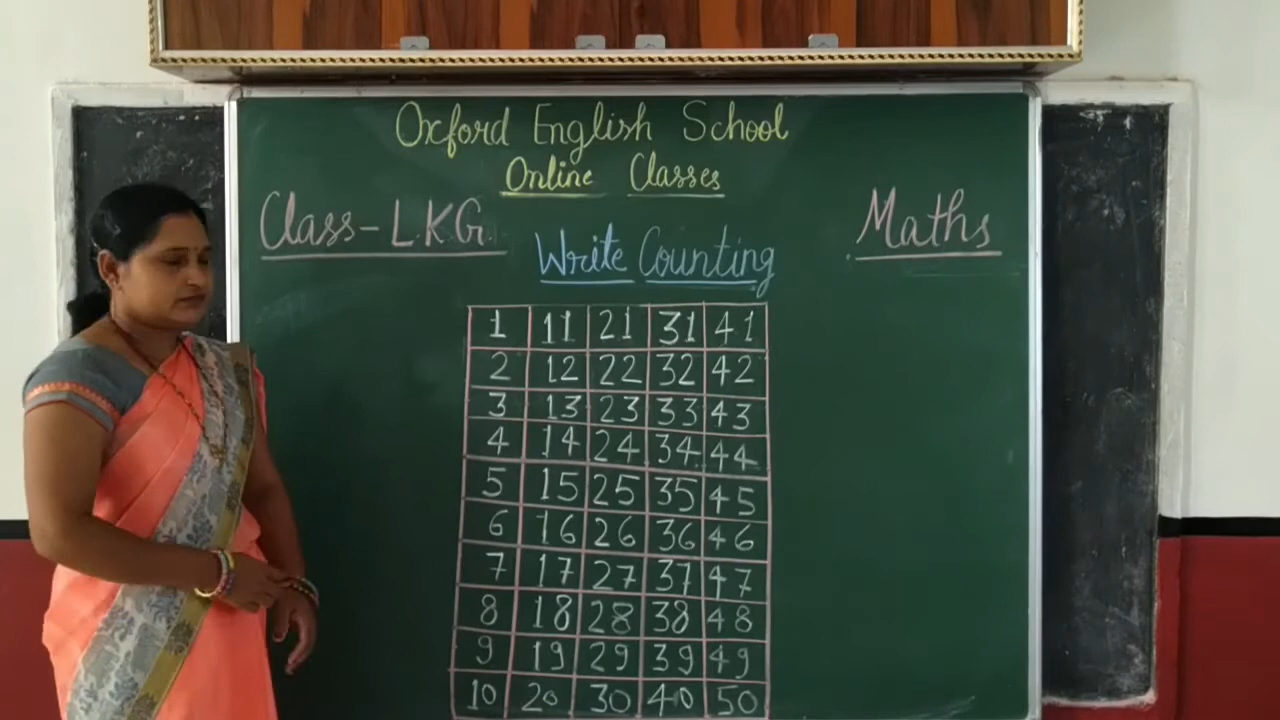 Oxford English School
Online Classes
Class-LKG
Maths
Write Counting
1 11 21 31 41
2 12 22 32 42
3 13 23 33 43
4 14 24 34 44
5 15 25 35 45
6 16 26 36 46
7 17 27 37 47
8 18 28 38 48
9 19 29 39 49
10 20 30 40 50